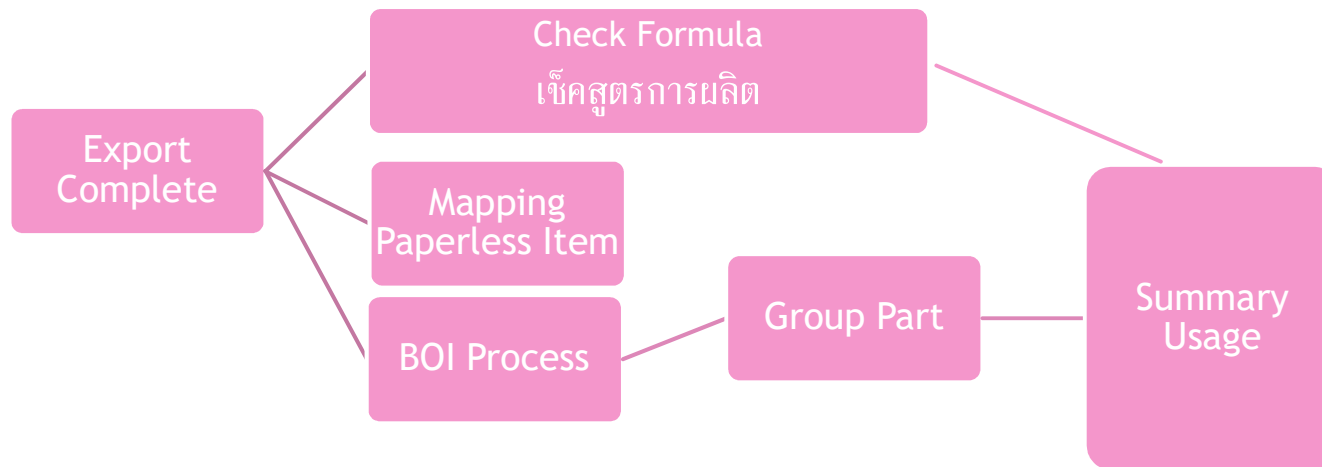 Export
Complete
Check Formula
เช็คสูตรการผลิต
Mapping
Paperless Item
BOI Process
Group Part
Summary
Usage